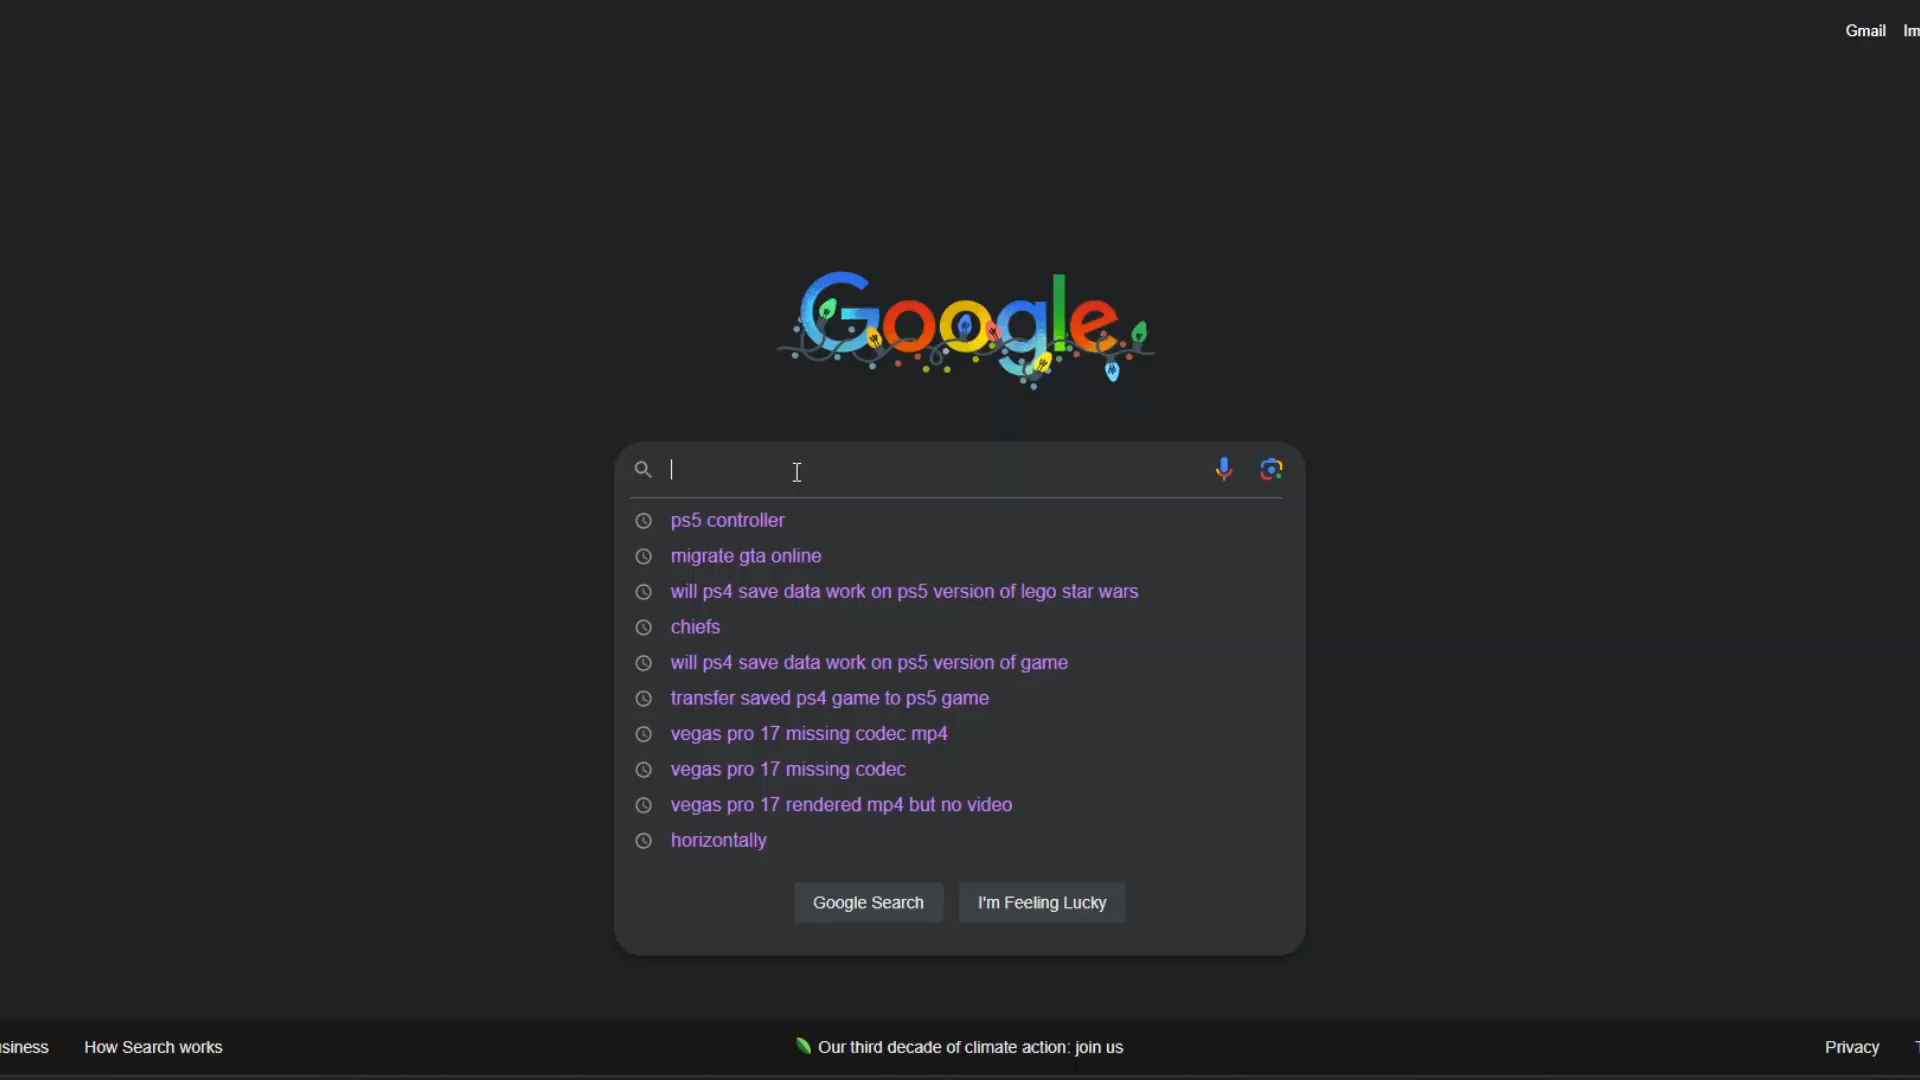 Gmail
Google
ps5 controller
migrate gta online
will ps4 save data work on ps5 version of lego star wars
chiefs
will ps4 save data work on ps5 version of game
transfer saved ps4 game to ps5 game
vegas pro 17 missing codec mp4
vegas pro 17 missing codec
vegas pro 17 rendered mp4 but no video
horizontally
Google Search I'm Feeling Lucky
How Search works Our third decade of climate action: join us Privacy